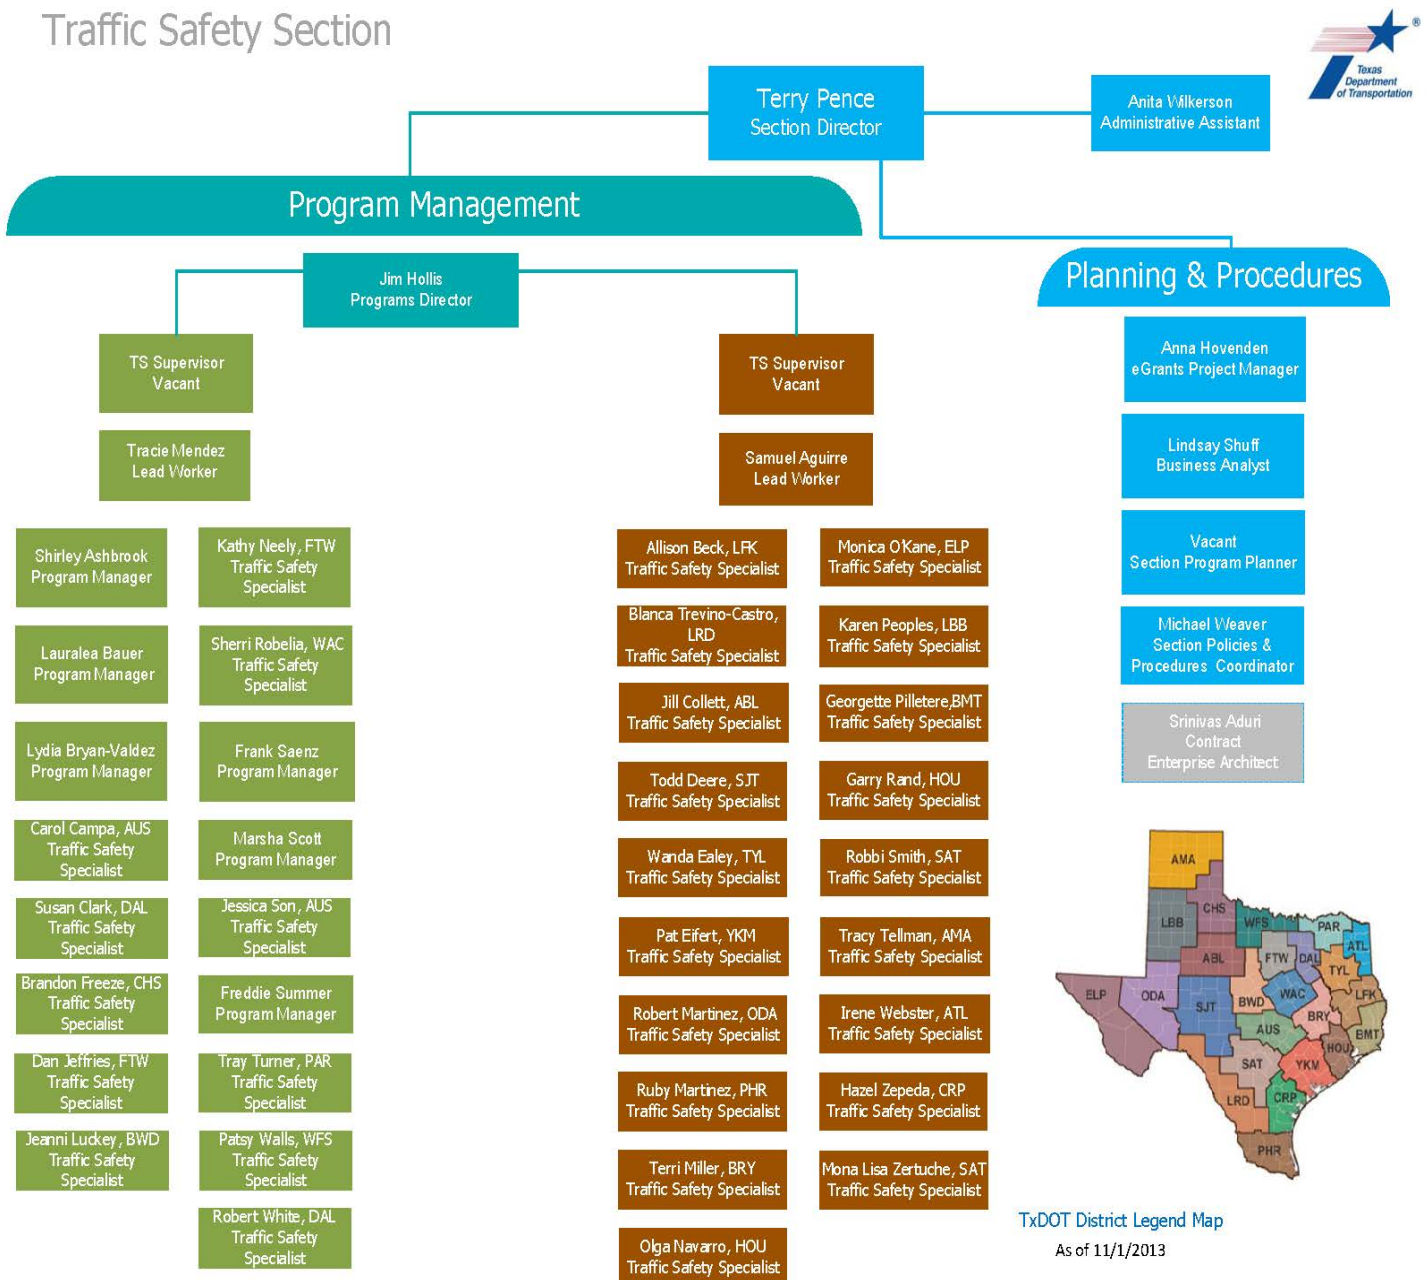 Traffic Safety Section
Texas
Department
of Transportation
®
Terry Pence
Section Director
Anita Wilkerson
Administrative Assistant
Program Management
Jim Hollis
Programs Director
TS Supervisor
Vacant
Tracie Mendez
Lead Worker
Shirley Ashbrook
Program Manager
Lauralea Bauer
Program Manager
Lydia Bryan-Valdez
Program Manager
Carol Campa, AUS
Traffic Safety
Specialist
Susan Clark, DAL
Traffic Safety
Specialist
Brandon Freeze, CHS
Traffic Safety
Specialist
Dan Jeffries, FTW
Traffic Safety
Specialist
Jeanni Luckey, BWD
Traffic Safety
Specialist
Kathy Neely, FTW
Traffic Safety
Specialist
Sherri Robelia, WAC
Traffic Safety
Specialist
Frank Saenz
Program Manager
Marsha Scott
Program Manager
Jessica Son, AUS
Traffic Safety
Specialist
Freddie Summer
Program Manager
Tray Turner, PAR
Traffic Safety
Specialist
Patsy Walls, WFS
Traffic Safety
Specialist
Robert White, DAL
Traffic Safety
Specialist
TS Supervisor
Vacant
Samuel Aguirre
Lead Worker
Allison Beck, LFK
Traffic Safety Specialist
Blanca Trevino-Castro,
LRD
Traffic Safety Specialist
Jill Collett, ABL
Traffic Safety Specialist
Todd Deere, SJT
Traffic Safety Specialist
Wanda Ealey, TYL
Traffic Safety Specialist
Pat Eifert, YKM
Traffic Safety Specialist
Robert Martinez, ODA
Traffic Safety Specialist
Ruby Martinez, PHR
Traffic Safety Specialist
Terri Miller, BRY
Traffic Safety Specialist
Olga Navarro, HOU
Traffic Safety Specialist
Monica O'Kane, ELP
Traffic Safety Specialist
Karen Peoples, LBB
Traffic Safety Specialist
Georgette Pilletere,BMT
Traffic Safety Specialist
Garry Rand, HOU
Traffic Safety Specialist
Robbi Smith, SAT
Traffic Safety Specialist
Tracy Tellman, AMA
Traffic Safety Specialist
Irene Webster, ATL
Traffic Safety Specialist
Hazel Zepeda, CRP
Traffic Safety Specialist
Mona Lisa Zertuche, SAT
Traffic Safety Specialist
Planning & Procedures
Anna Hovenden
eGrants Project Manager
Lindsay Shuff
Business Analyst
Vacant
Section Program Planner
Michael Weaver
Section Policies &
Procedures Coordinator
Srinivas Aduri
Contract
Enterprise Architect
AMA
LBB
CHS
WFS
PAR
ATL
ABL
FTW
DAL
TYL
ELP
ODA
SJT
BWD
WAC
LFK
BRY
AUS
BMT
HOU
SAT
YKM
LRD
CRP
PHR
TxDOT District Legend Map
As of 11/1/2013